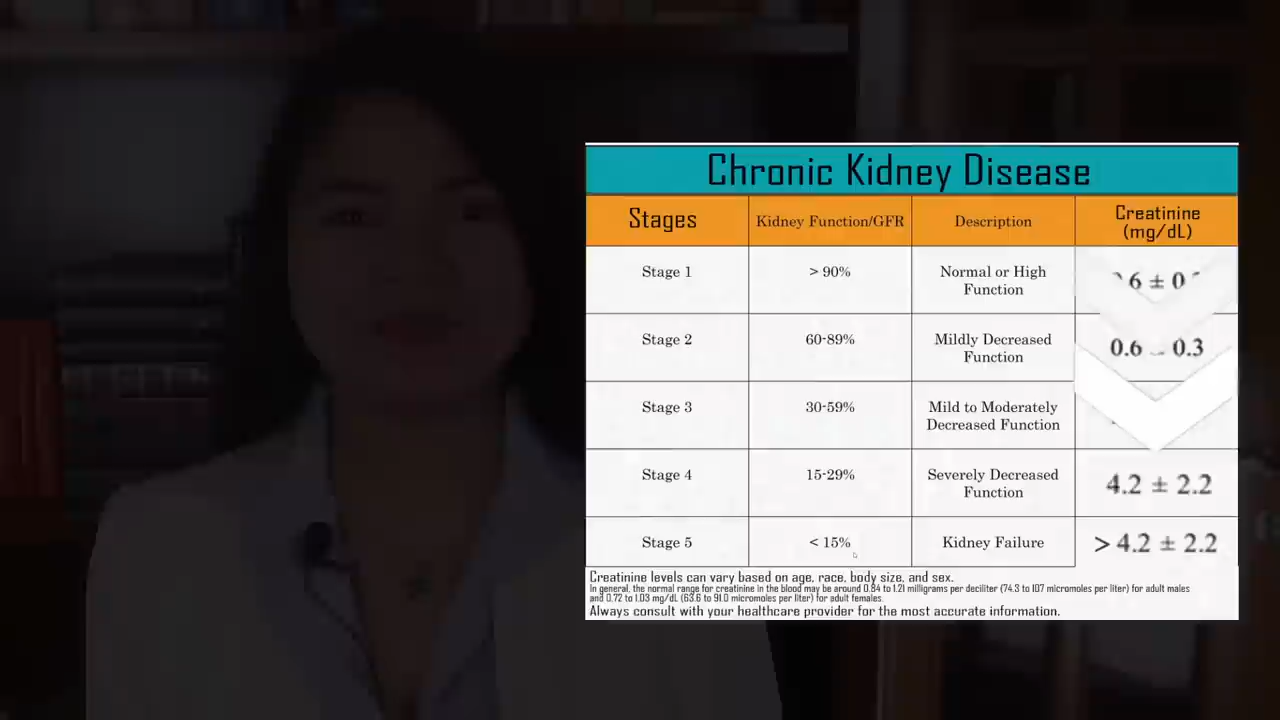 Chronic Kidney Disease
Stages Kidney Function/GFR Description Creatinine (mg/dL)
Stage 1 > 90% Normal or High Function
Stage 2 60-89% Mildly Decreased Function 0.6 0.3
Stage 3 30-59% Mild to Moderately Decreased Function
Stage 4 15-29% Severely Decreased Function 4.2 ± 2.2
Stage 5 < 15% Kidney Failure > 4.2 ± 2.2
Creatinine levels can vary based on age, race, body size, and sex.
In general, the normal range for creatinine in the blood may be around 0.84 to 1.21 milligrams per deciliter (74.3 to 107 micromoles per liter) for adult males
and 0.72 to 1.03 mg/dL (63.6 to 91.0 micromoles per liter) for adult females.
Always consult with your healthcare provider for the most accurate information.